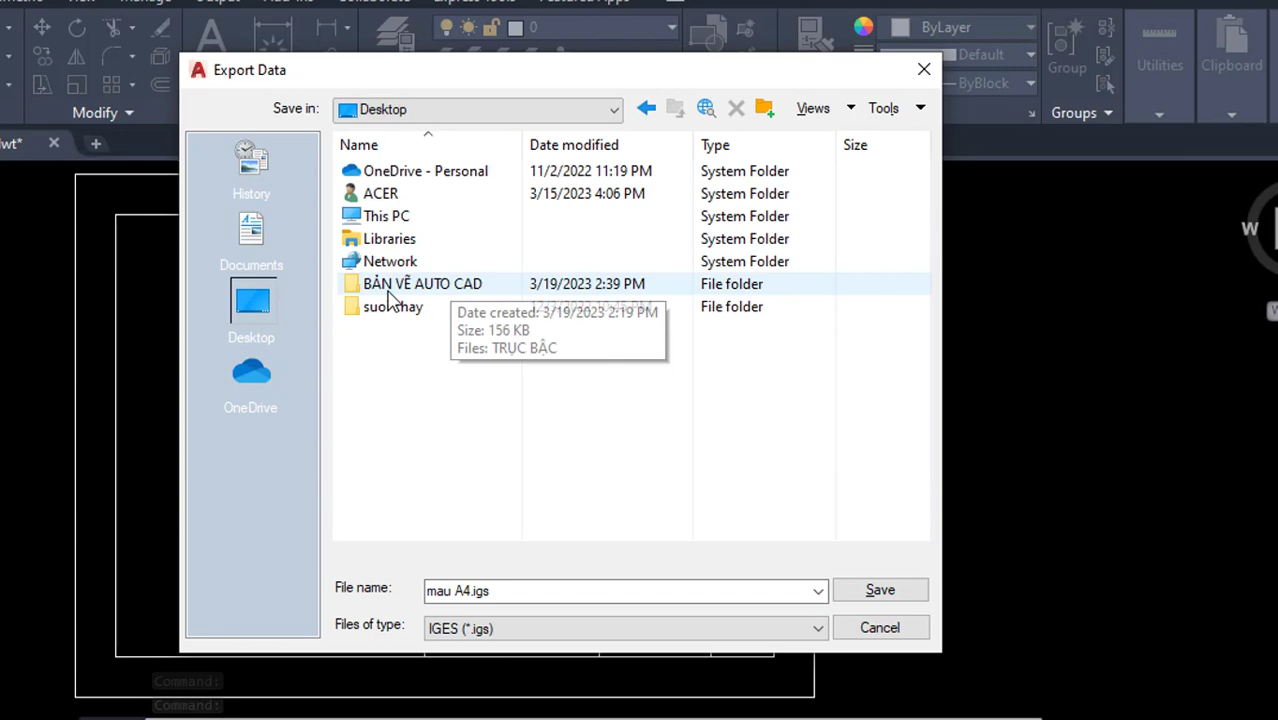 ByLayer
0
Default
ByBlock
Modify
Group
Groups
Utilities
Clipboard
wt*
Export Data
Save in:
Desktop
Views
Tools
Name
Date modified
Type
Size
OneDrive - Personal
11/2/2022 11:19 PM
System Folder
ACER
3/15/2023 4:06 PM
System Folder
This PC
System Folder
Libraries
System Folder
Network
System Folder
BẢN VẼ AUTO CAD
3/19/2023 2:39 PM
File folder
File folder
Date created: 3/19/2023 2:19 PM
Size: 156 KB
Files: TRỤC BẬC
History
Documents
Desktop
OneDrive
File name:
mau A4.igs
Save
Files of type:
IGES (*.igs)
Cancel
W
Command:
Command: